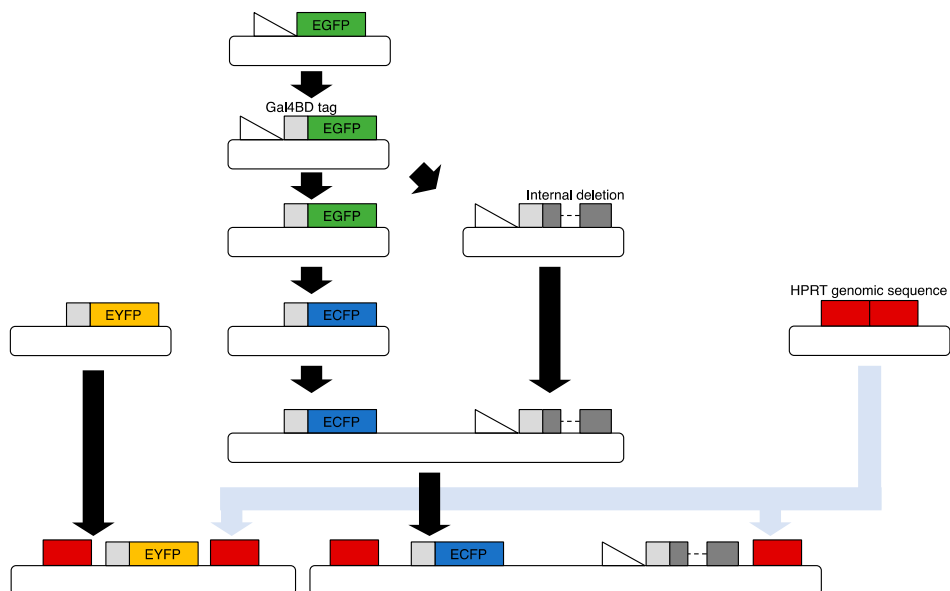 EGFP
Gal4BD tag
EGFP
Internal deletion
EGFP
HPRT genomic sequence
EYFP
ECFP
ECFP
EYFP
ECFP